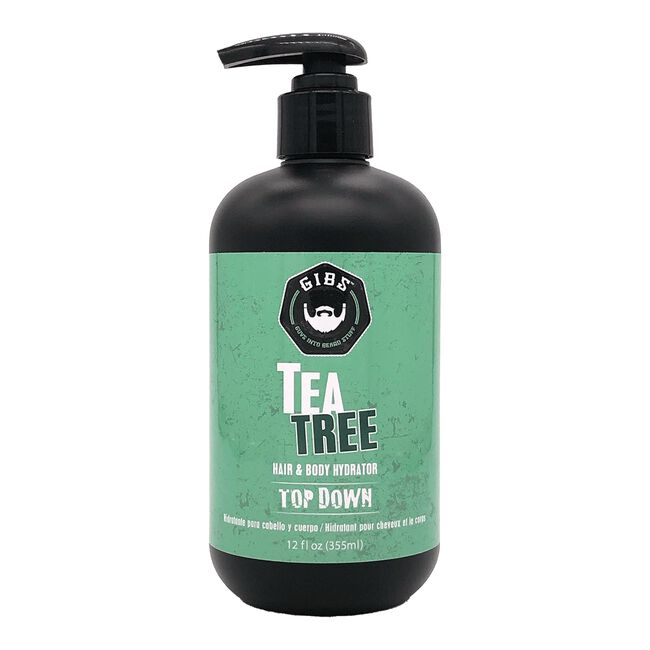 GIBS
GUYS INTO BEARD STUFF
TEA
TREE
HAIR & BODY HYDRATOR
TOP DOWN
Hidratante para cabello y cuerpo / Hidratant pour cheveux et le corps
12 fl oz (355ml)